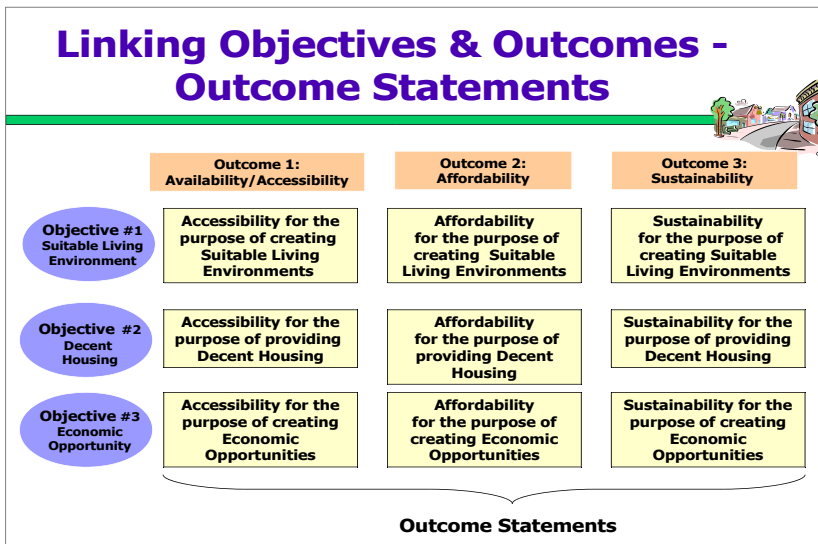 Linking Objectives & Outcomes -
Outcome Statements
Outcome 1:
Availability/Accessibility
Outcome 2:
Affordability
Outcome 3:
Sustainability
Objective #1
Suitable Living
Environment
Accessibility for the
purpose of creating
Suitable Living
Environments
Affordability
for the purpose of
creating Suitable
Living Environments
Sustainability
for the purpose of
creating Suitable
Living Environments
Objective #2
Decent
Housing
Accessibility for the
purpose of providing
Decent Housing
Affordability
for the purpose of
providing Decent
Housing
Sustainability for the
purpose of providing
Decent Housing
Objective #3
Economic
Opportunity
Accessibility for the
purpose of creating
Economic
Opportunities
Affordability
for the purpose of
creating Economic
Opportunities
Sustainability for the
purpose of creating
Economic
Opportunities
Outcome Statements